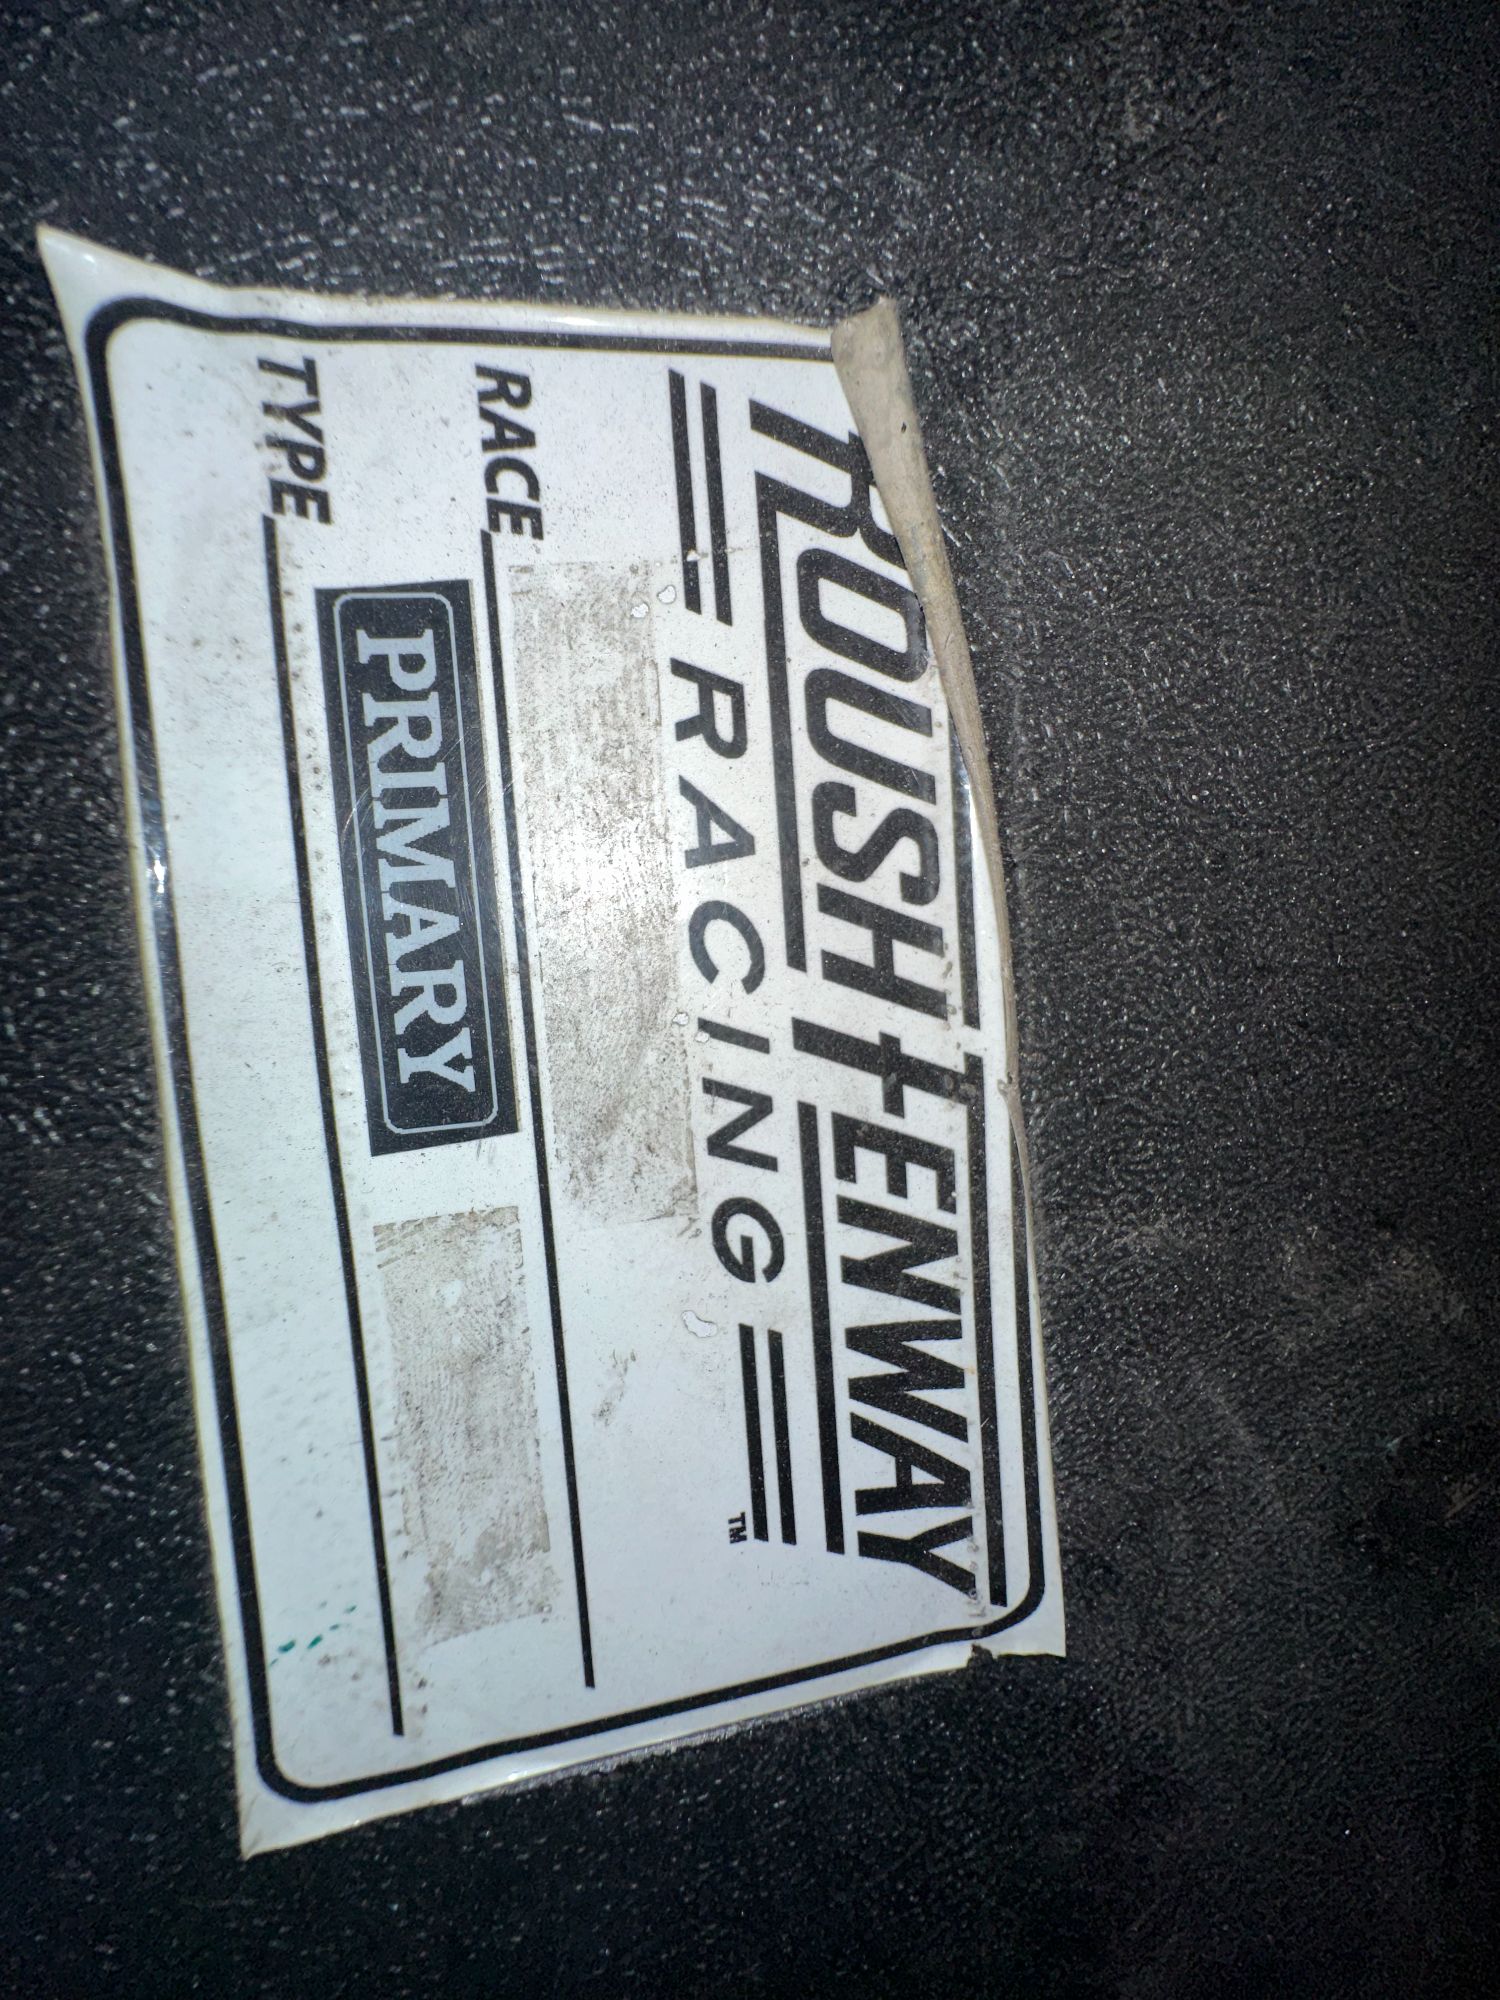 ROUSH FENWAY
RACING
TM
RACE
TYPE PRIMARY